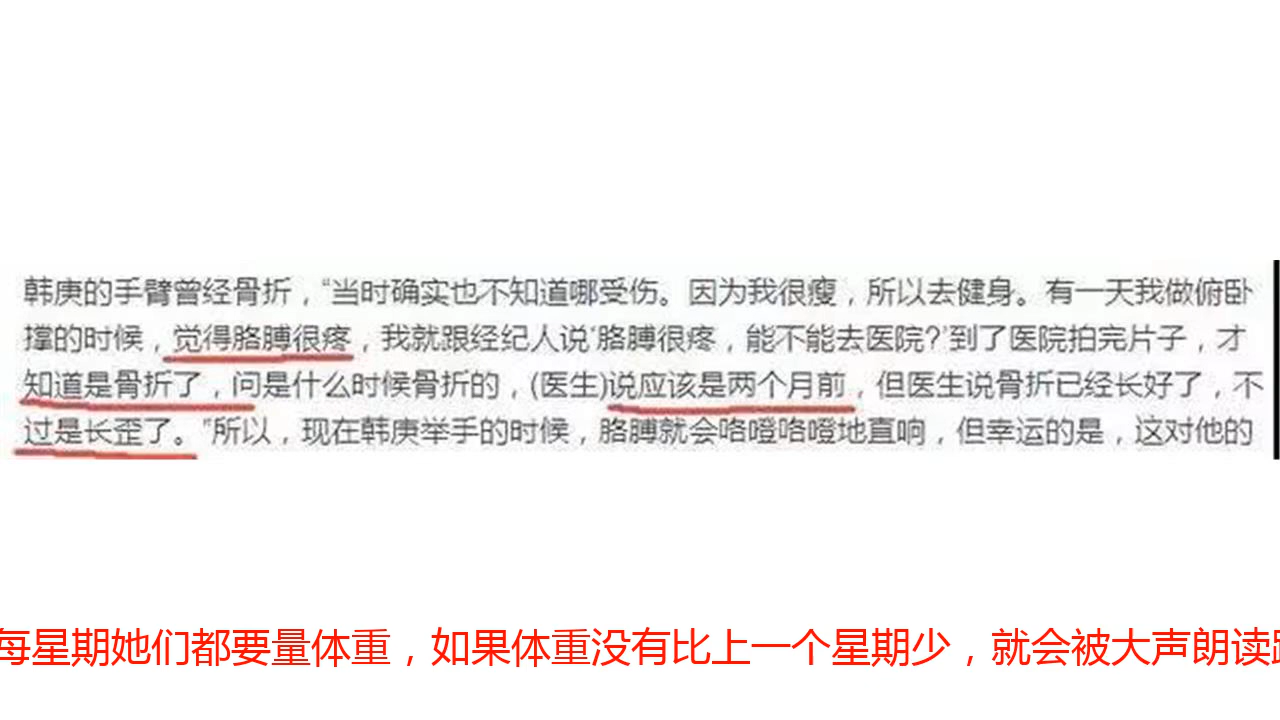 韩庚的手臂曾经骨折，“当时确实也不知道哪受伤。因为我很瘦，所以去健身。有一天我做俯卧
撑的时候，觉得胳膊很疼，我就跟经纪人说‘胳膊很疼，能不能去医院?’到了医院拍完片子，才
知道是骨折了，问是什么时候骨折的，(医生)说应该是两个月前，但医生说骨折已经长好了，不
过是长歪了。”所以，现在韩庚举手的时候，胳膊就会咯噔咯噔地直响，但幸运的是，这对他的
每星期她们都要量体重，如果体重没有比上一个星期少，就会被大声朗读